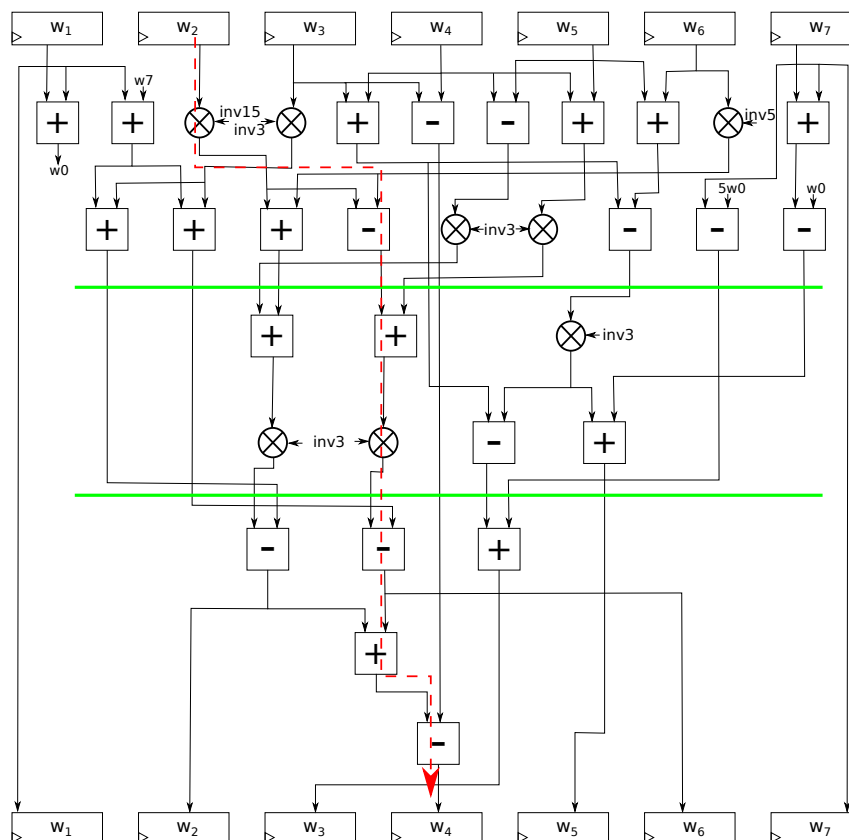 w₁ w₂ w₃ w₄ w₅ w₆ w₇
w7
inv15
inv3
inv5
+ + × × + - - + + × +
w0
5w0 w0
+ + + - × inv3 × - - -
+ + × inv3
× inv3 × - +
- - +
+
-
w₁ w₂ w₃ w₄ w₅ w₆ w₇